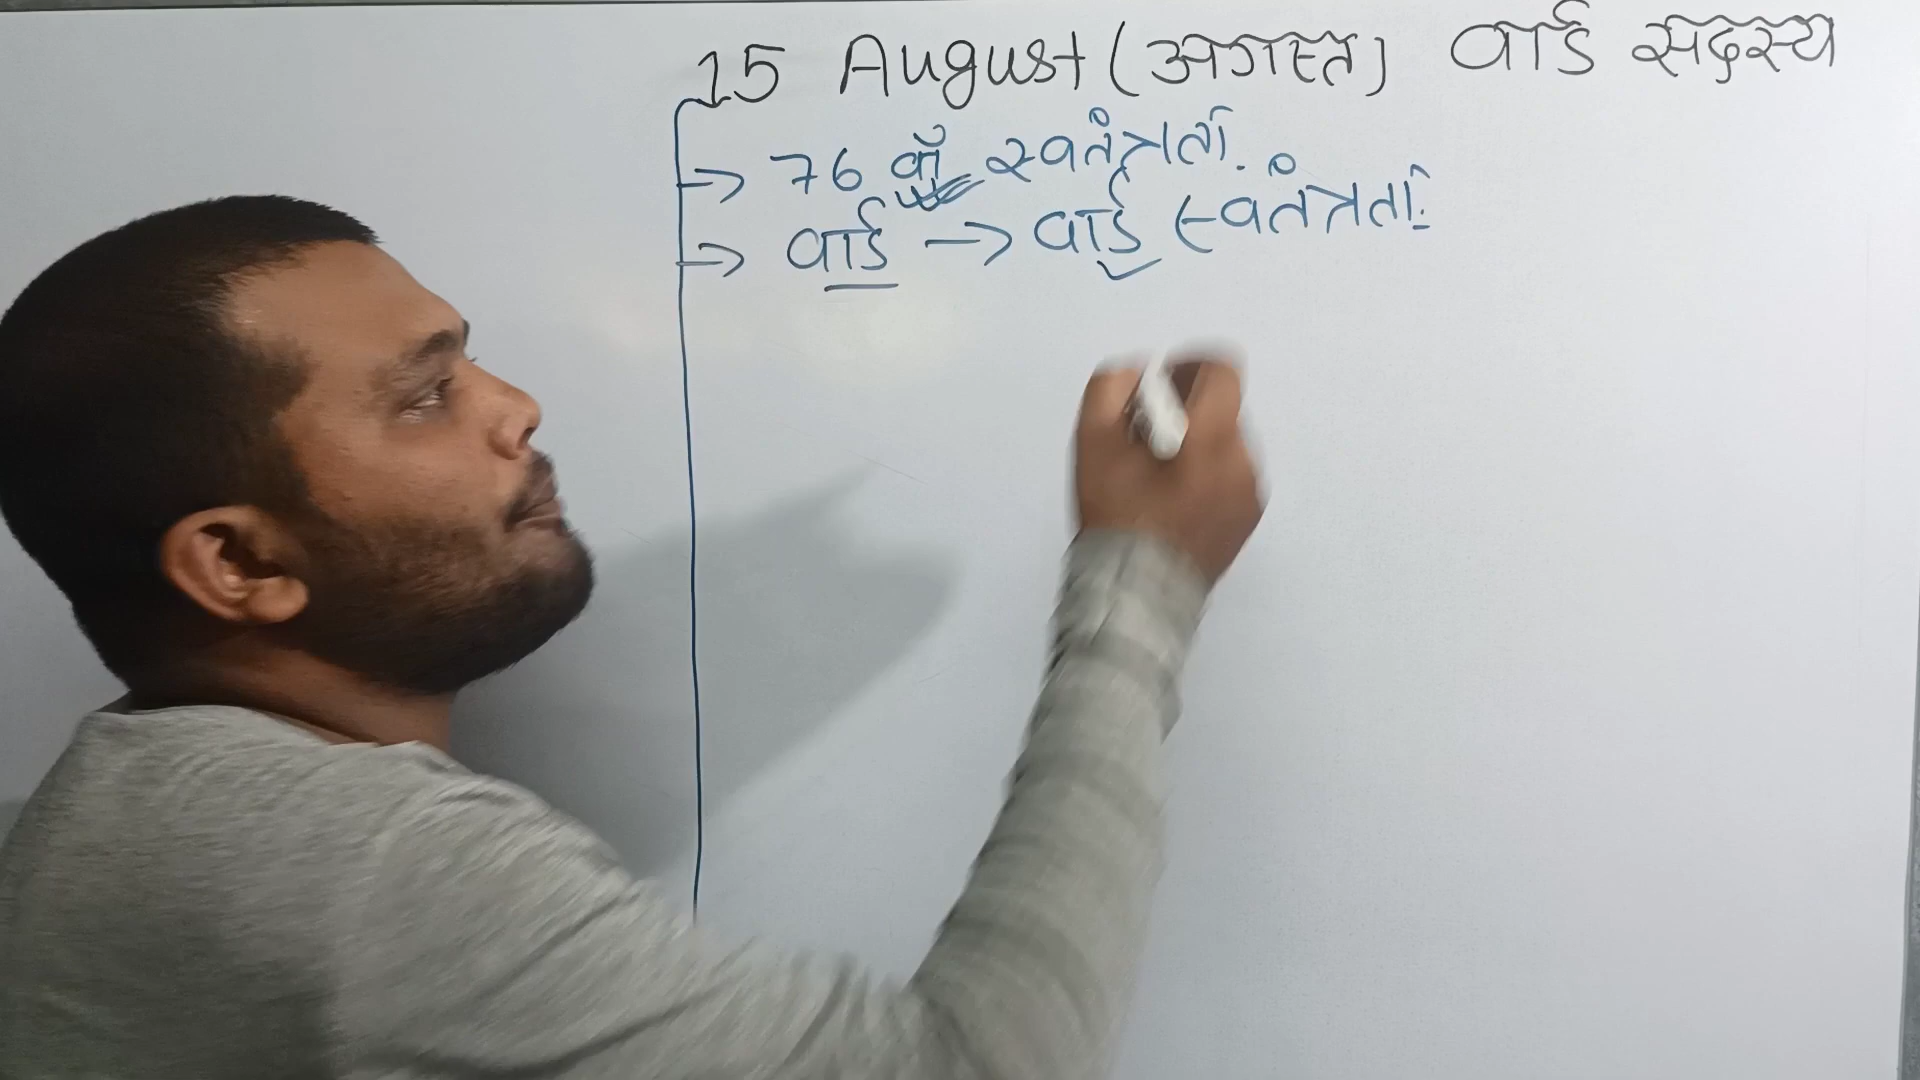 15 August (अगस्त) वार्ड सदस्य
→ 76 वाँ स्वतंत्रता.
→ वार्ड → वार्ड स्वतंत्रता.